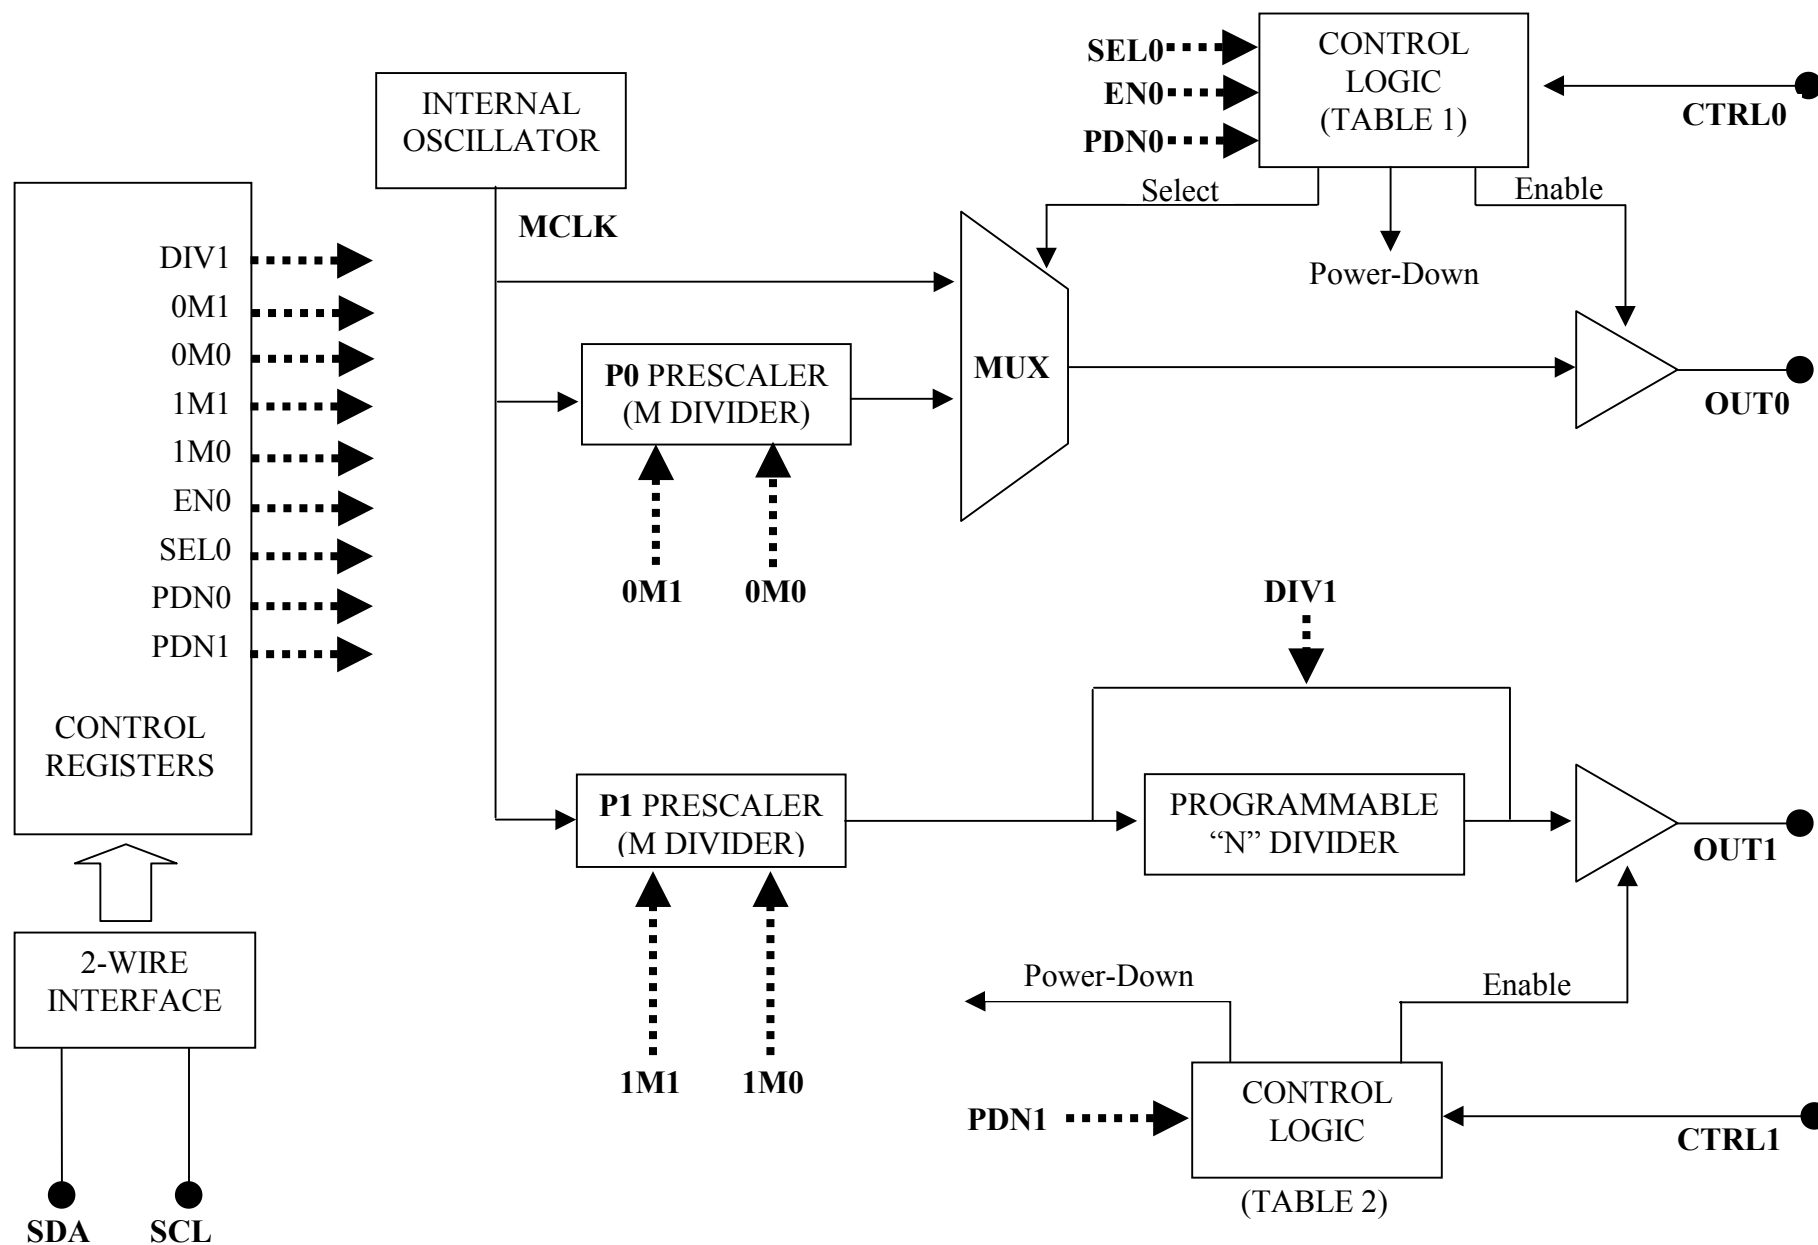 SEL0
EN0
PDN0
CONTROL
LOGIC
(TABLE 1)
CTRL0
INTERNAL
OSCILLATOR
MCLK
Select
Enable
Power-Down
DIV1
0M1
0M0
1M1
1M0
EN0
SEL0
PDN0
PDN1
CONTROL
REGISTERS
P0 PRESCALER
(M DIVIDER)
MUX
OUT0
0M1
0M0
DIV1
P1 PRESCALER
(M DIVIDER)
PROGRAMMABLE
“N” DIVIDER
OUT1
2-WIRE
INTERFACE
Power-Down
Enable
1M1
1M0
PDN1
CONTROL
LOGIC
CTRL1
(TABLE 2)
SDA
SCL